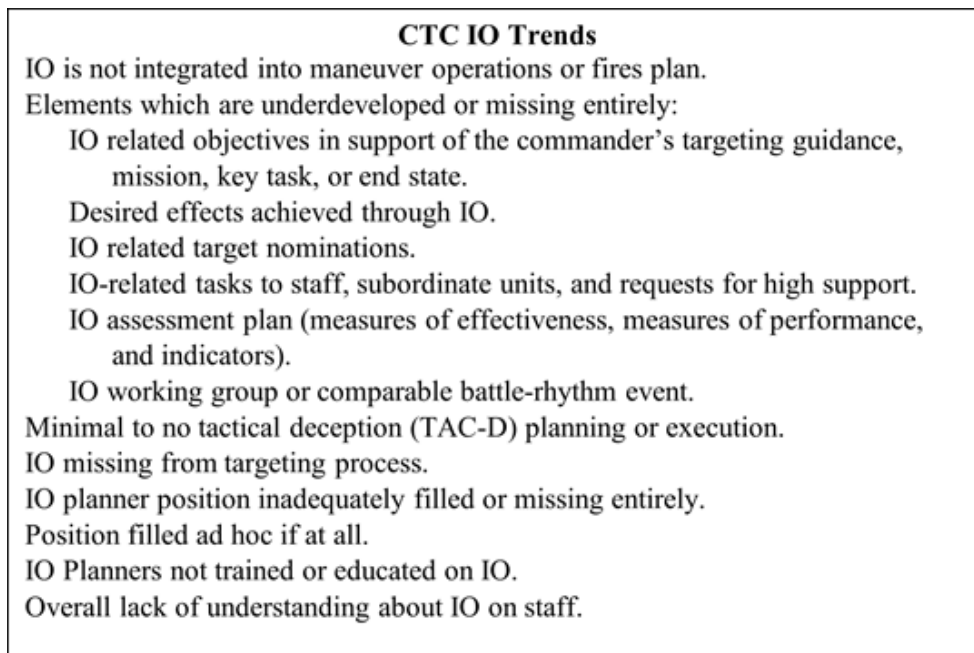 CTC IO Trends
IO is not integrated into maneuver operations or fires plan.
Elements which are underdeveloped or missing entirely:
IO related objectives in support of the commander’s targeting guidance,
mission, key task, or end state.
Desired effects achieved through IO.
IO related target nominations.
IO-related tasks to staff, subordinate units, and requests for high support.
IO assessment plan (measures of effectiveness, measures of performance,
and indicators).
IO working group or comparable battle-rhythm event.
Minimal to no tactical deception (TAC-D) planning or execution.
IO missing from targeting process.
IO planner position inadequately filled or missing entirely.
Position filled ad hoc if at all.
IO Planners not trained or educated on IO.
Overall lack of understanding about IO on staff.